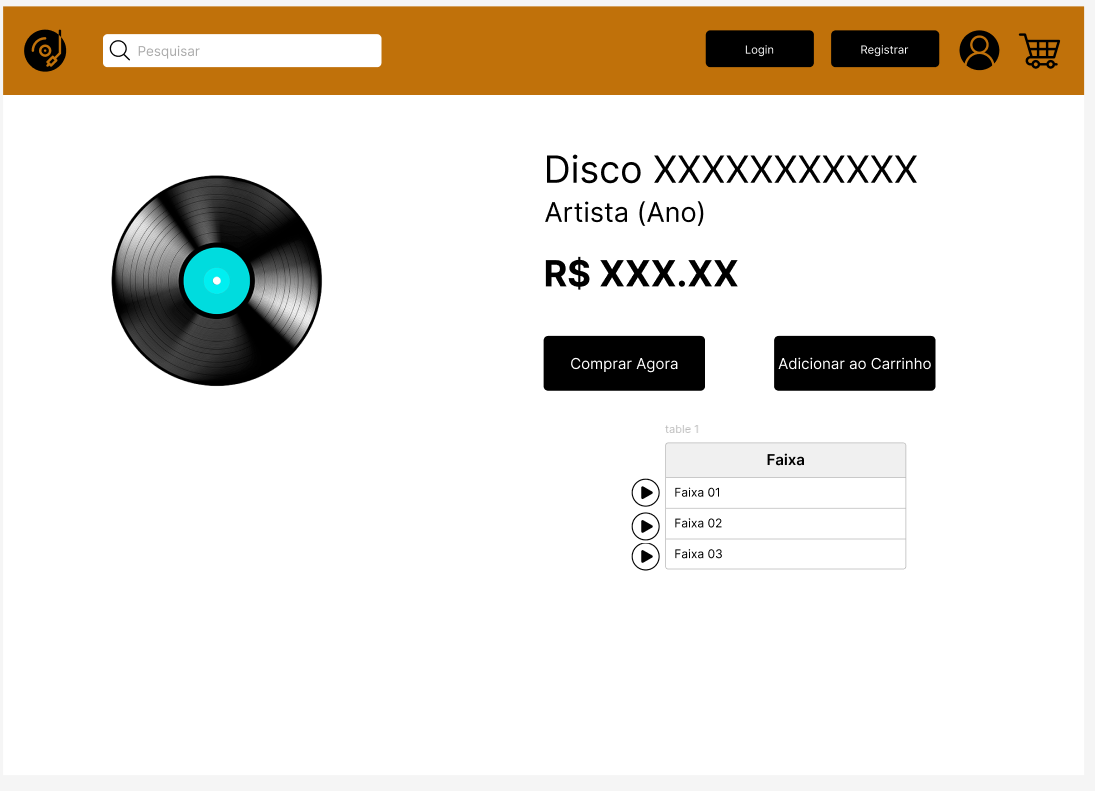 Pesquisar
Login
Registrar
Disco XXXXXXXXXXX
Artista (Ano)
R$ XXX.XX
Comprar Agora
Adicionar ao Carrinho
table 1
Faixa
Faixa 01
Faixa 02
Faixa 03